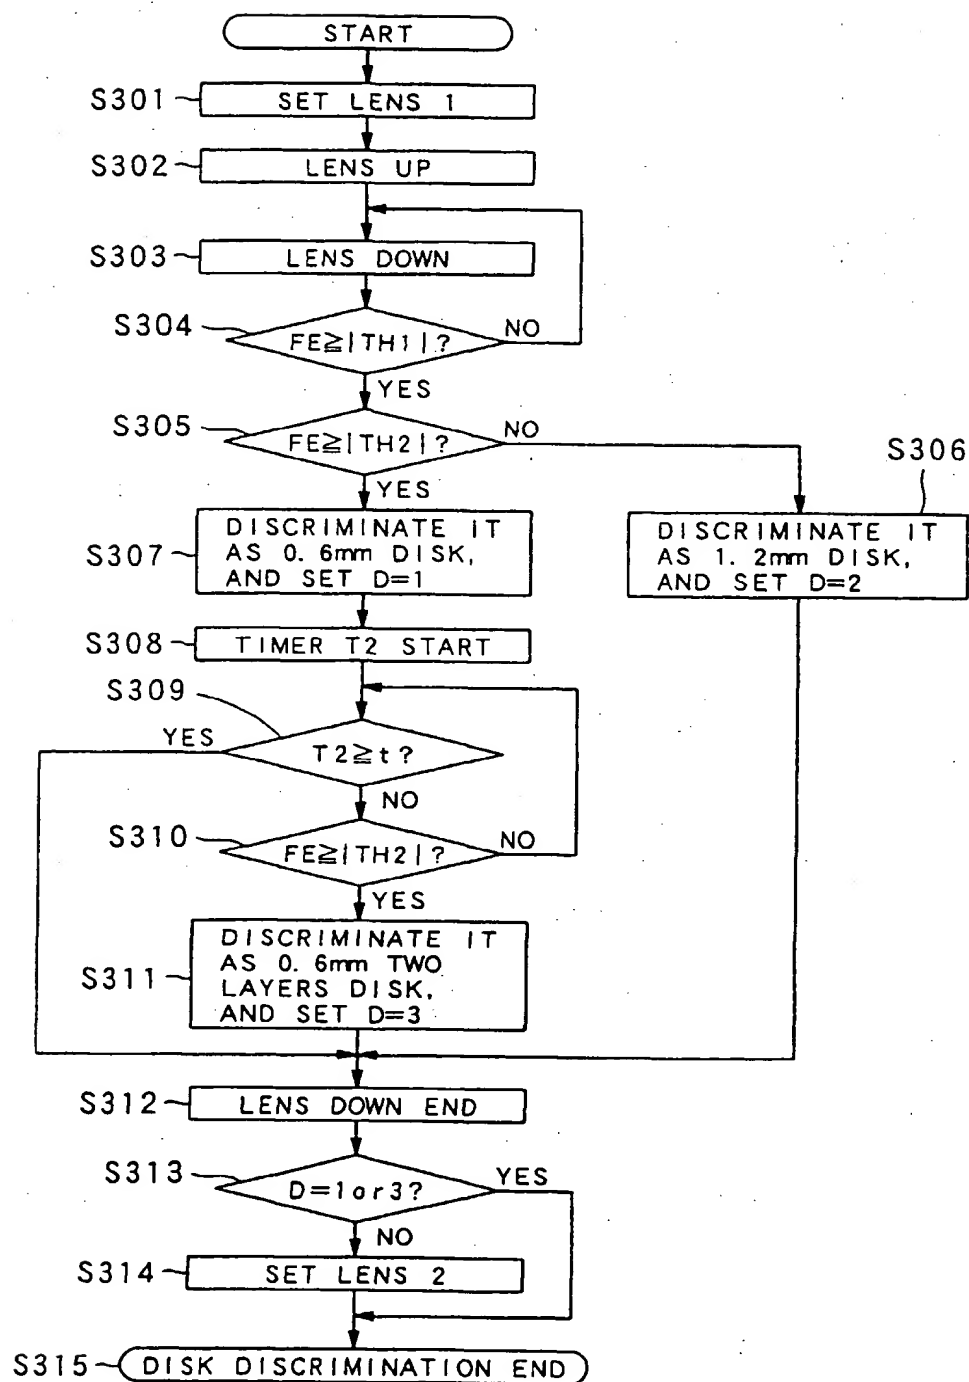 START
S301
SET LENS 1
S302
LENS UP
S303
LENS DOWN
S304
FE≧|TH1|?
NO
YES
S305
FE≧|TH2|?
NO
YES
S306
DISCRIMINATE IT
AS 1.2mm DISK,
AND SET D=2
S307
DISCRIMINATE IT
AS 0.6mm DISK,
AND SET D=1
S308
TIMER T2 START
S309
YES
T2≧t?
NO
S310
FE≧|TH2|?
NO
YES
S311
DISCRIMINATE IT
AS 0.6mm TWO
LAYERS DISK,
AND SET D=3
S312
LENS DOWN END
S313
D=1or3?
YES
NO
S314
SET LENS 2
S315
DISK DISCRIMINATION END